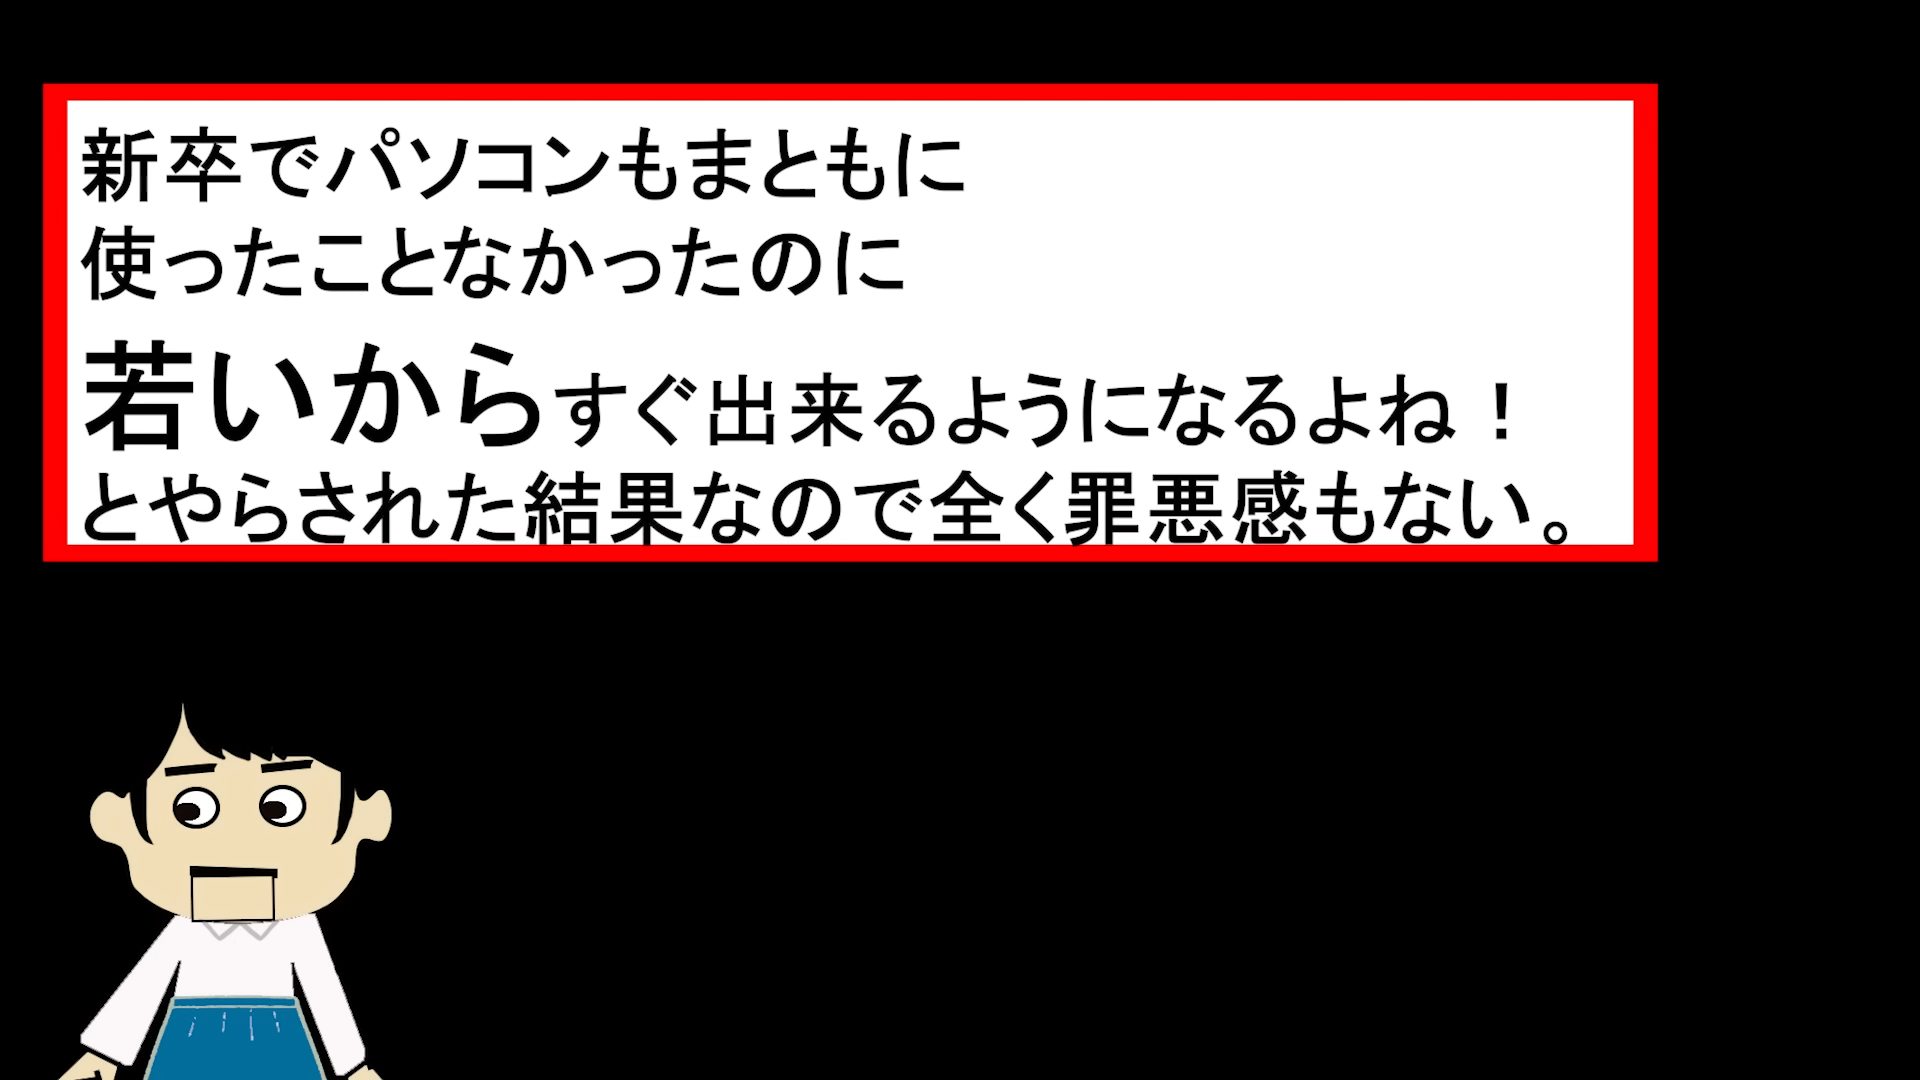 新卒でパソコンもまともに
使ったことなかったのに
若いからすぐ出来るようになるよね！
とやらされた結果なので全く罪悪感もない。